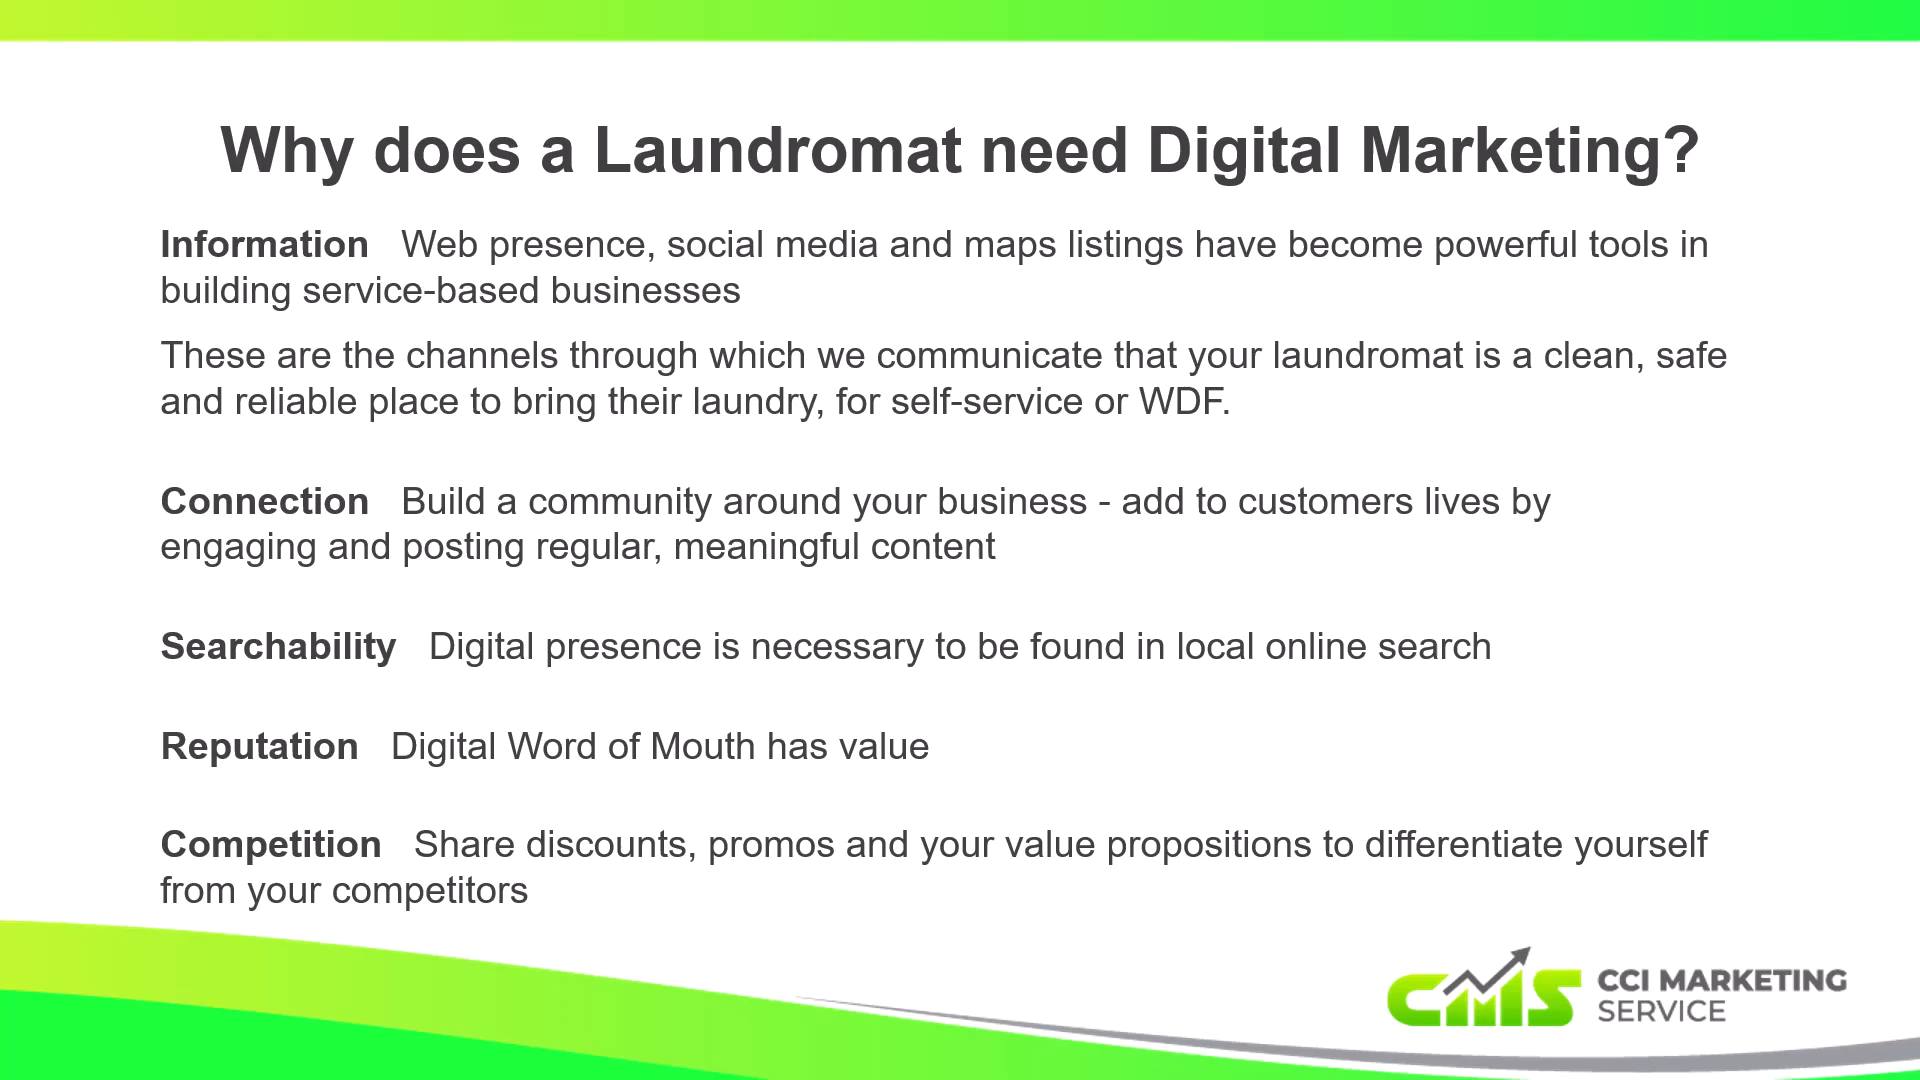 Why does a Laundromat need Digital Marketing?
Information Web presence, social media and maps listings have become powerful tools in
building service-based businesses
These are the channels through which we communicate that your laundromat is a clean, safe
and reliable place to bring their laundry, for self-service or WDF.
Connection Build a community around your business - add to customers lives by
engaging and posting regular, meaningful content
Searchability Digital presence is necessary to be found in local online search
Reputation Digital Word of Mouth has value
Competition Share discounts, promos and your value propositions to differentiate yourself
from your competitors
CMS CCI MARKETING
SERVICE